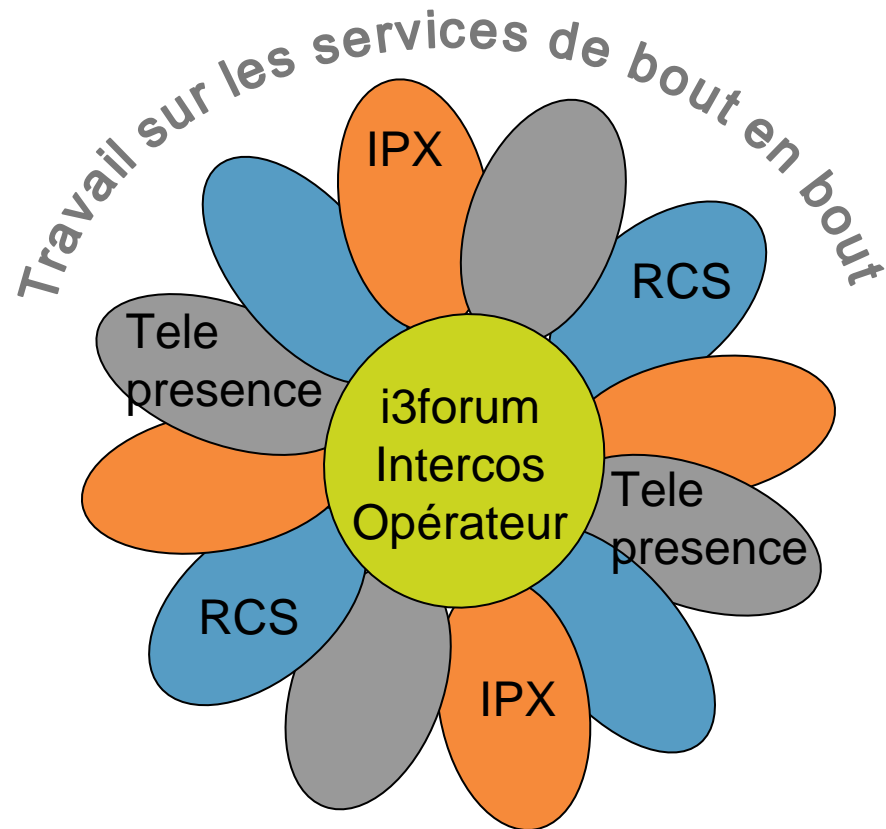 Travail sur les services de bout en bout
IPX
RCS
Tele
presence
i3forum
Intercos
Opérateur
Tele
presence
RCS
IPX